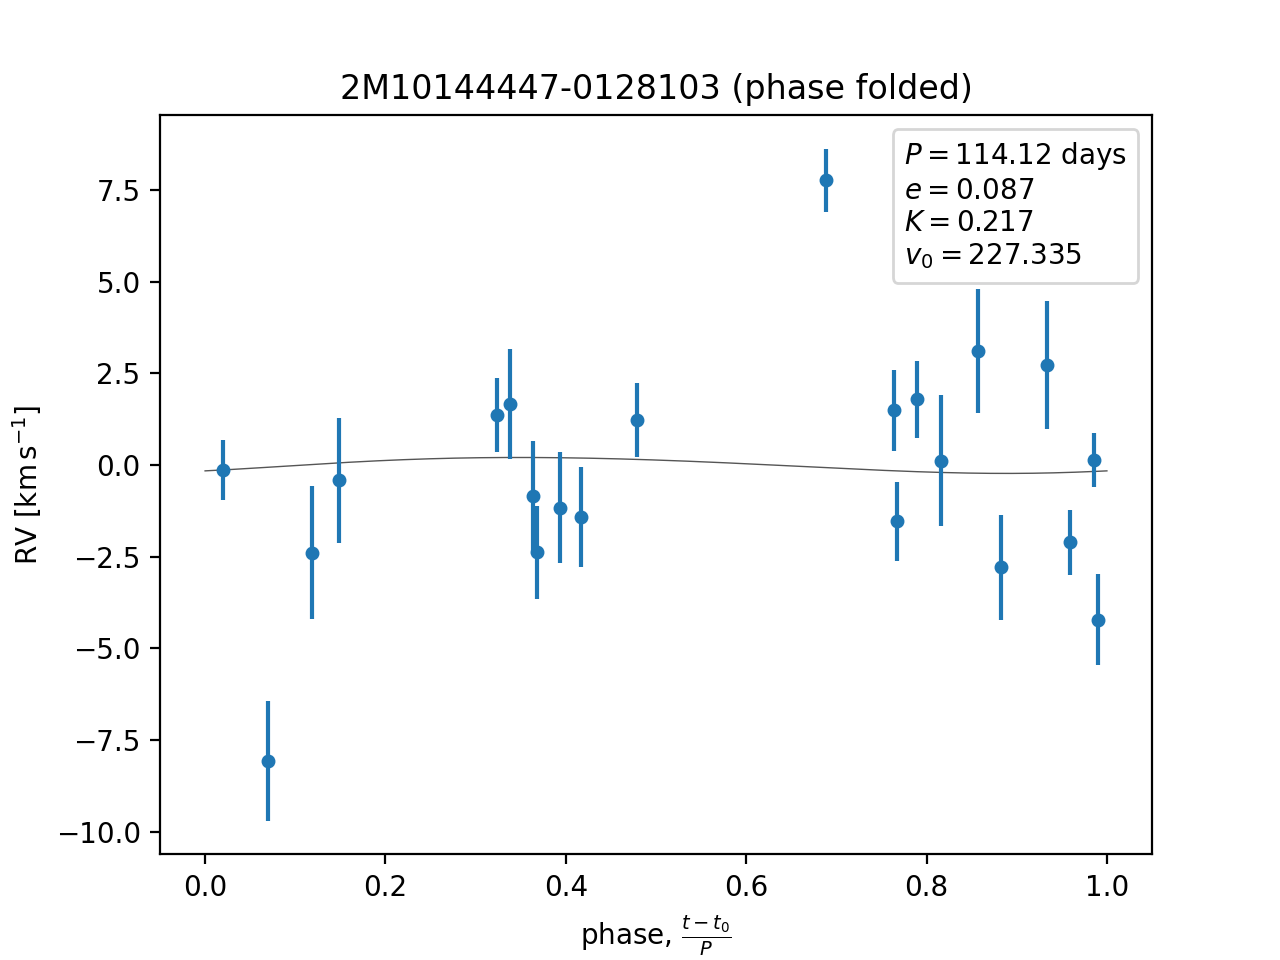 2M10144447-0128103 (phase folded)
P = 114.12 days
e = 0.087
K = 0.217
v₀ = 227.335
7.5
5.0
2.5
0.0
−2.5
−5.0
−7.5
−10.0
RV [km s⁻¹]
0.0 0.2 0.4 0.6 0.8 1.0
phase, (t − t₀)/P